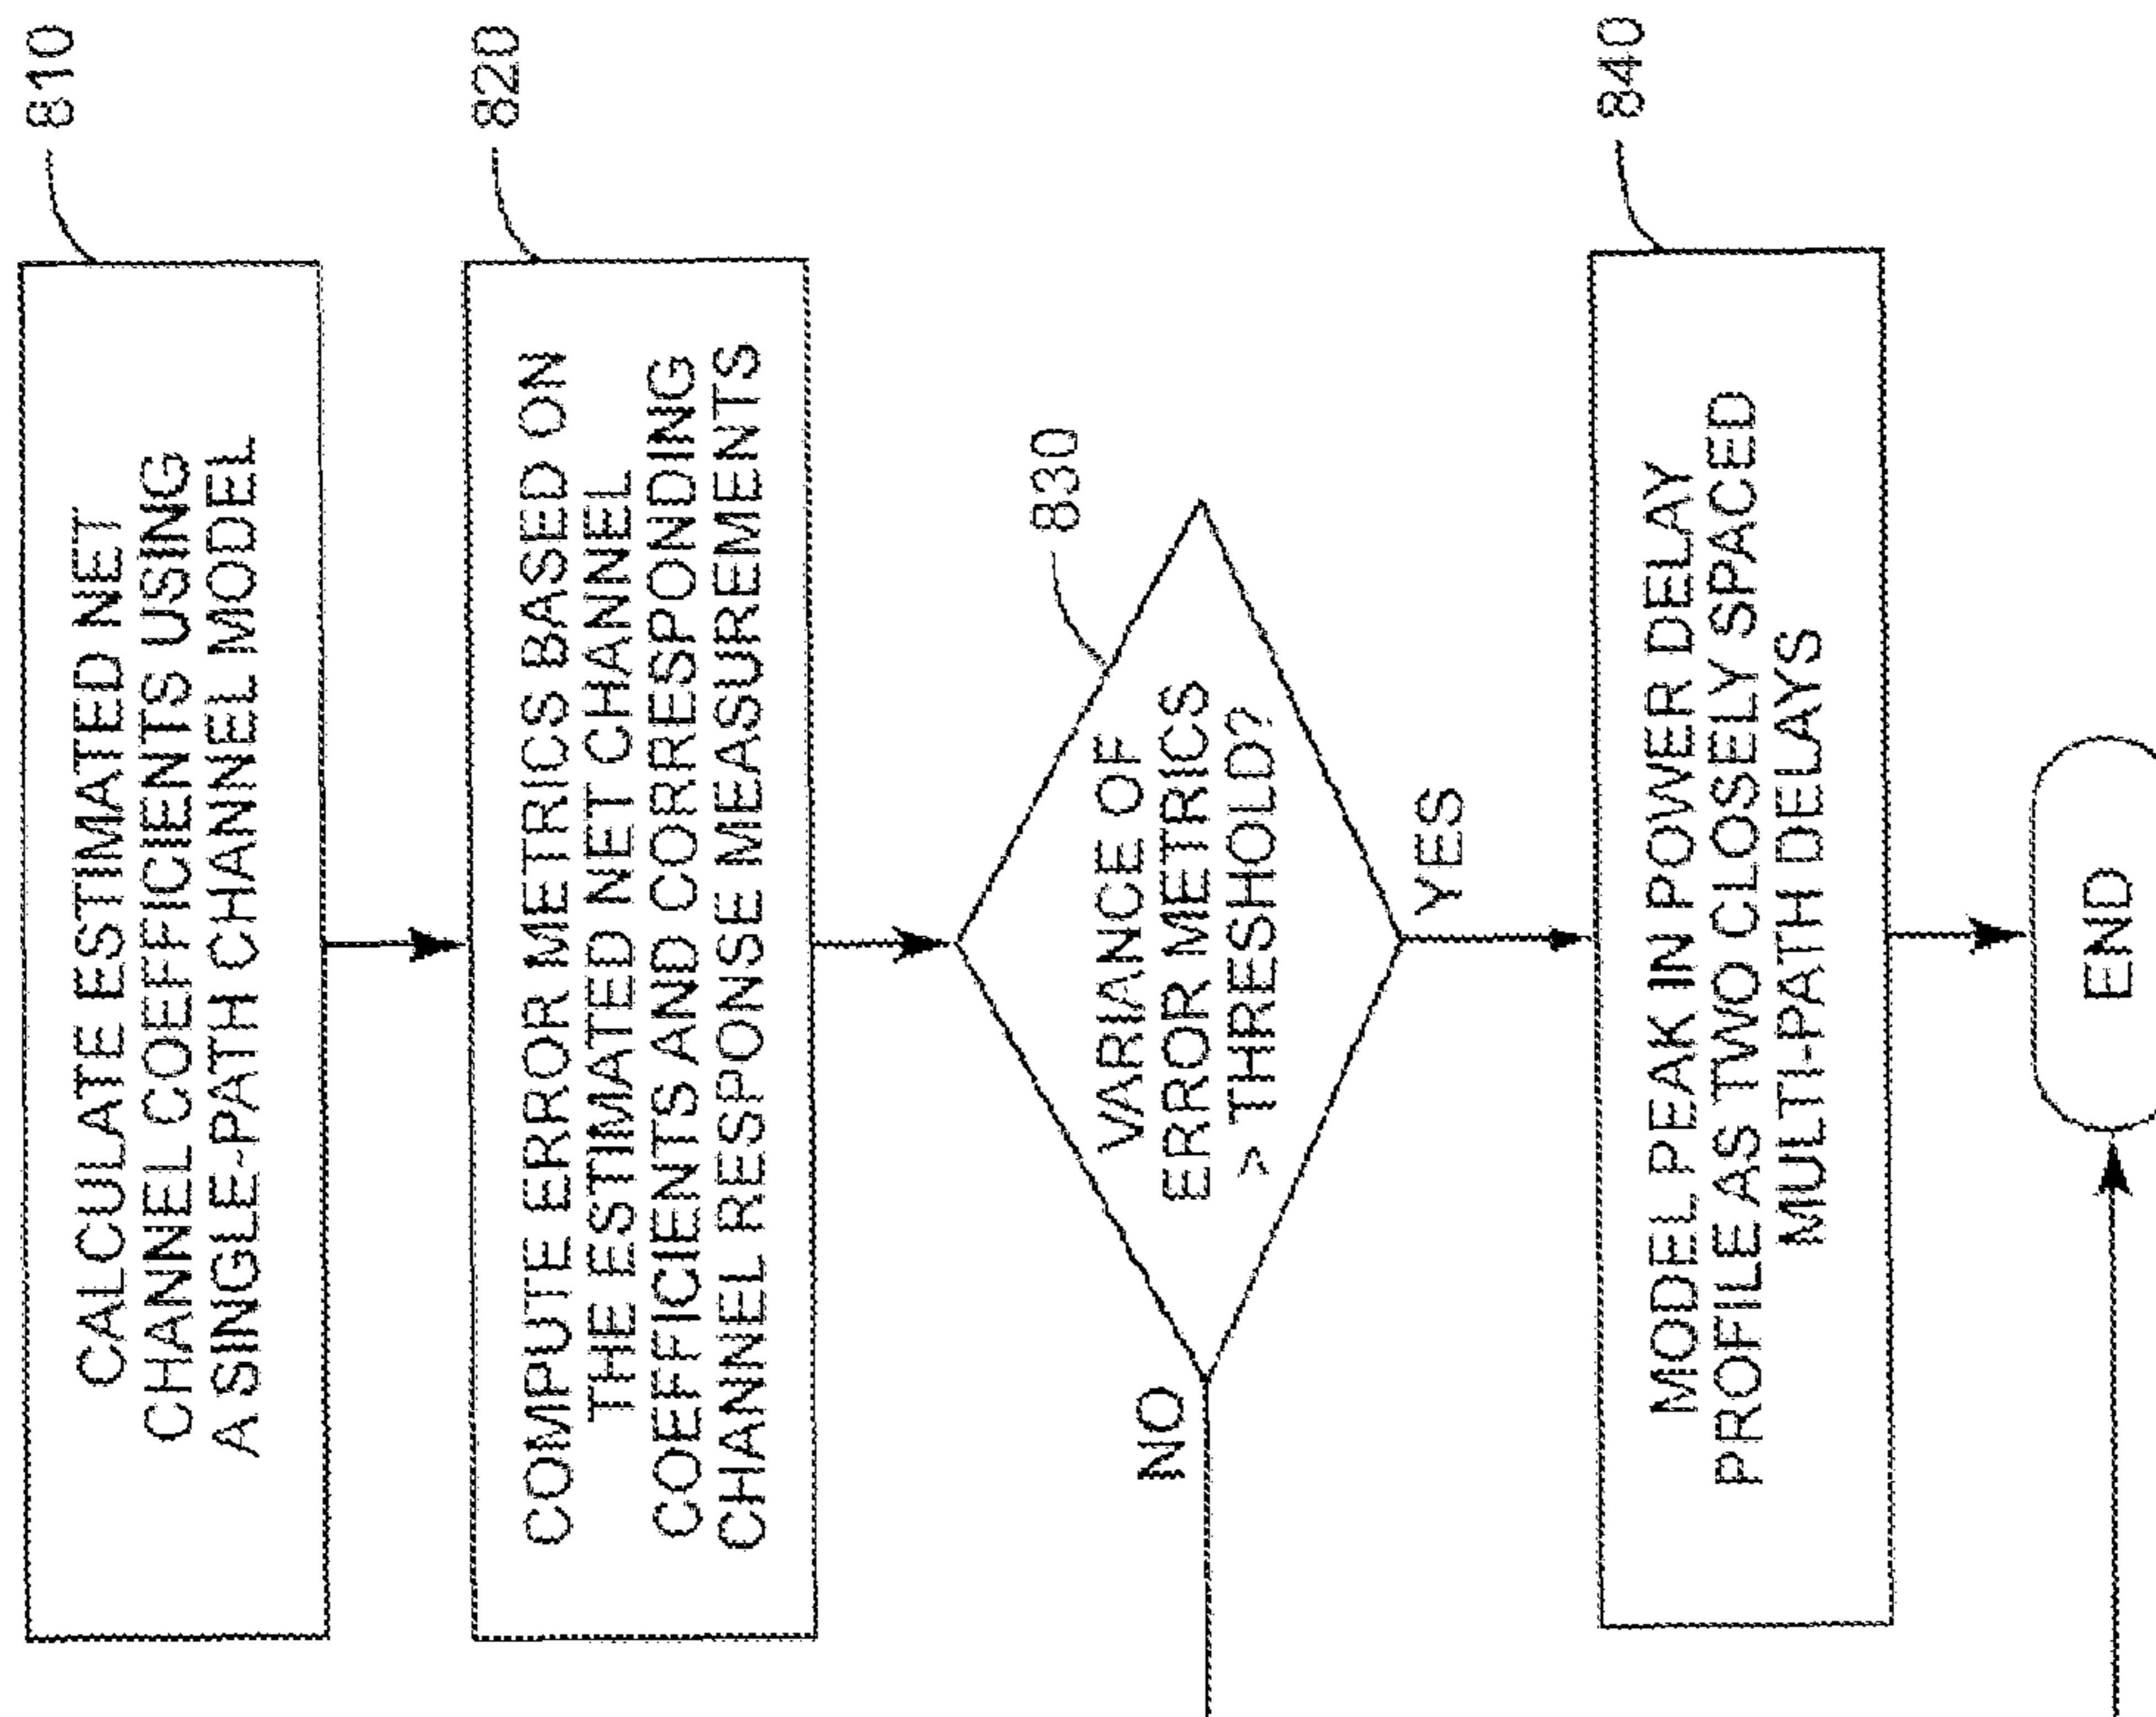 810
CALCULATE ESTIMATED NET
CHANNEL COEFFICIENTS USING
A SINGLE-PATH CHANNEL MODEL
820
COMPUTE ERROR METRICS BASED ON
THE ESTIMATED NET CHANNEL
COEFFICIENTS AND CORRESPONDING
CHANNEL RESPONSE MEASUREMENTS
830
VARIANCE OF
ERROR METRICS
> THRESHOLD?
NO
YES
840
MODEL PEAK IN POWER DELAY
PROFILE AS TWO CLOSELY SPACED
MULTI-PATH DELAYS
END